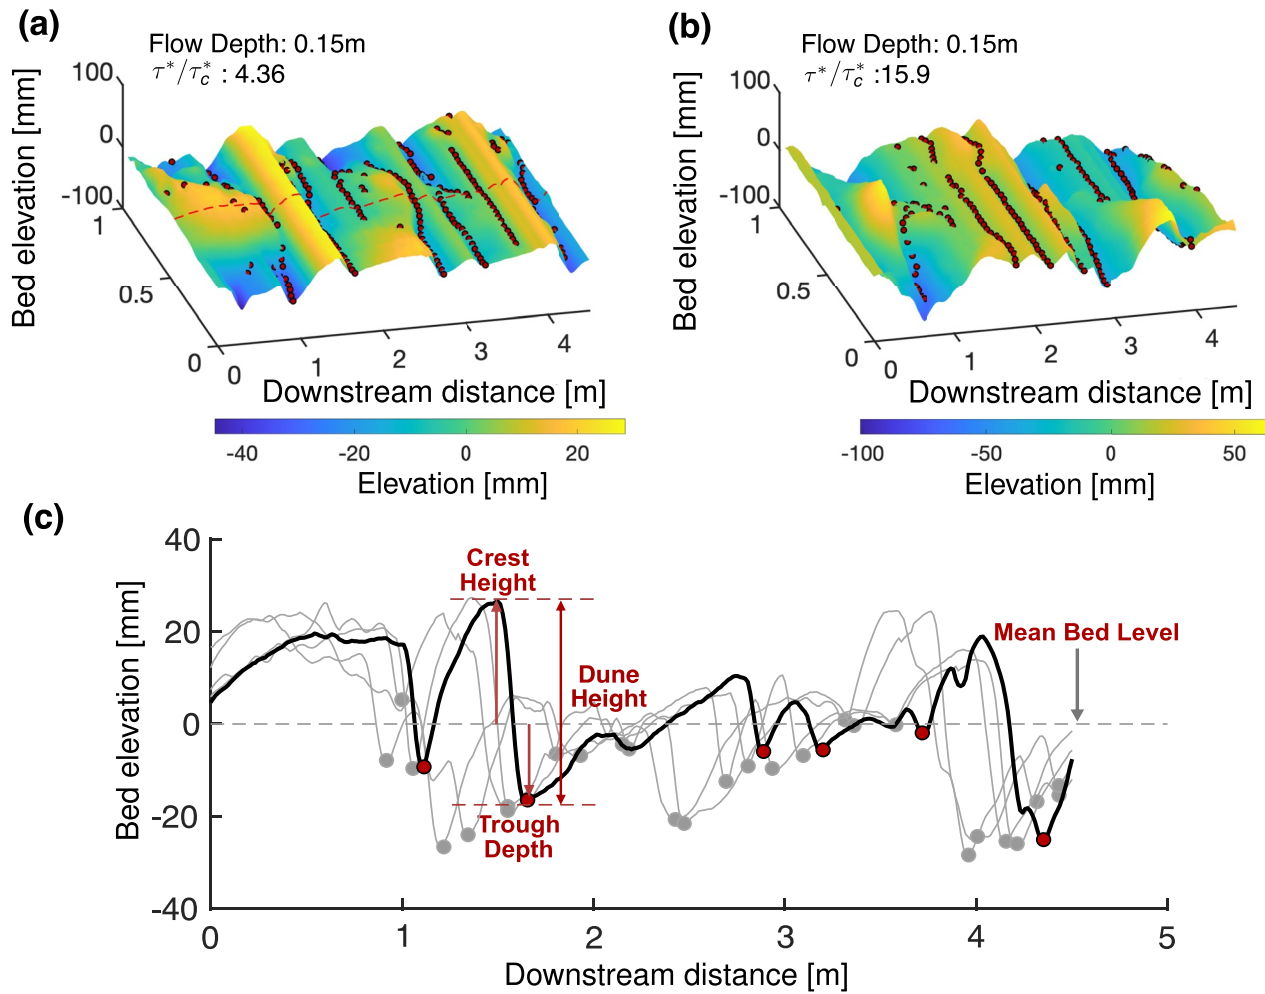 (a)
Flow Depth: 0.15m
τ*/τc* : 4.36
Bed elevation [mm]
100
0
-100
1
0.5
0
0
1
2
3
4
Downstream distance [m]
-40
-20
0
20
Elevation [mm]
(b)
Flow Depth: 0.15m
τ*/τc* :15.9
Bed elevation [mm]
100
0
-100
1
0.5
0
0
1
2
3
4
Downstream distance [m]
-100
-50
0
50
Elevation [mm]
(c)
Bed elevation [mm]
40
20
0
-20
-40
Crest
Height
Dune
Height
Trough
Depth
Mean Bed Level
0
1
2
3
4
5
Downstream distance [m]